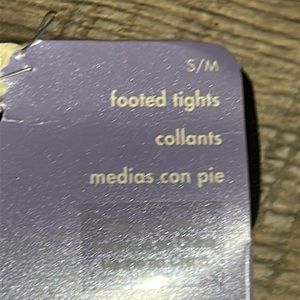 S/M
footed tights
collants
medias con pie